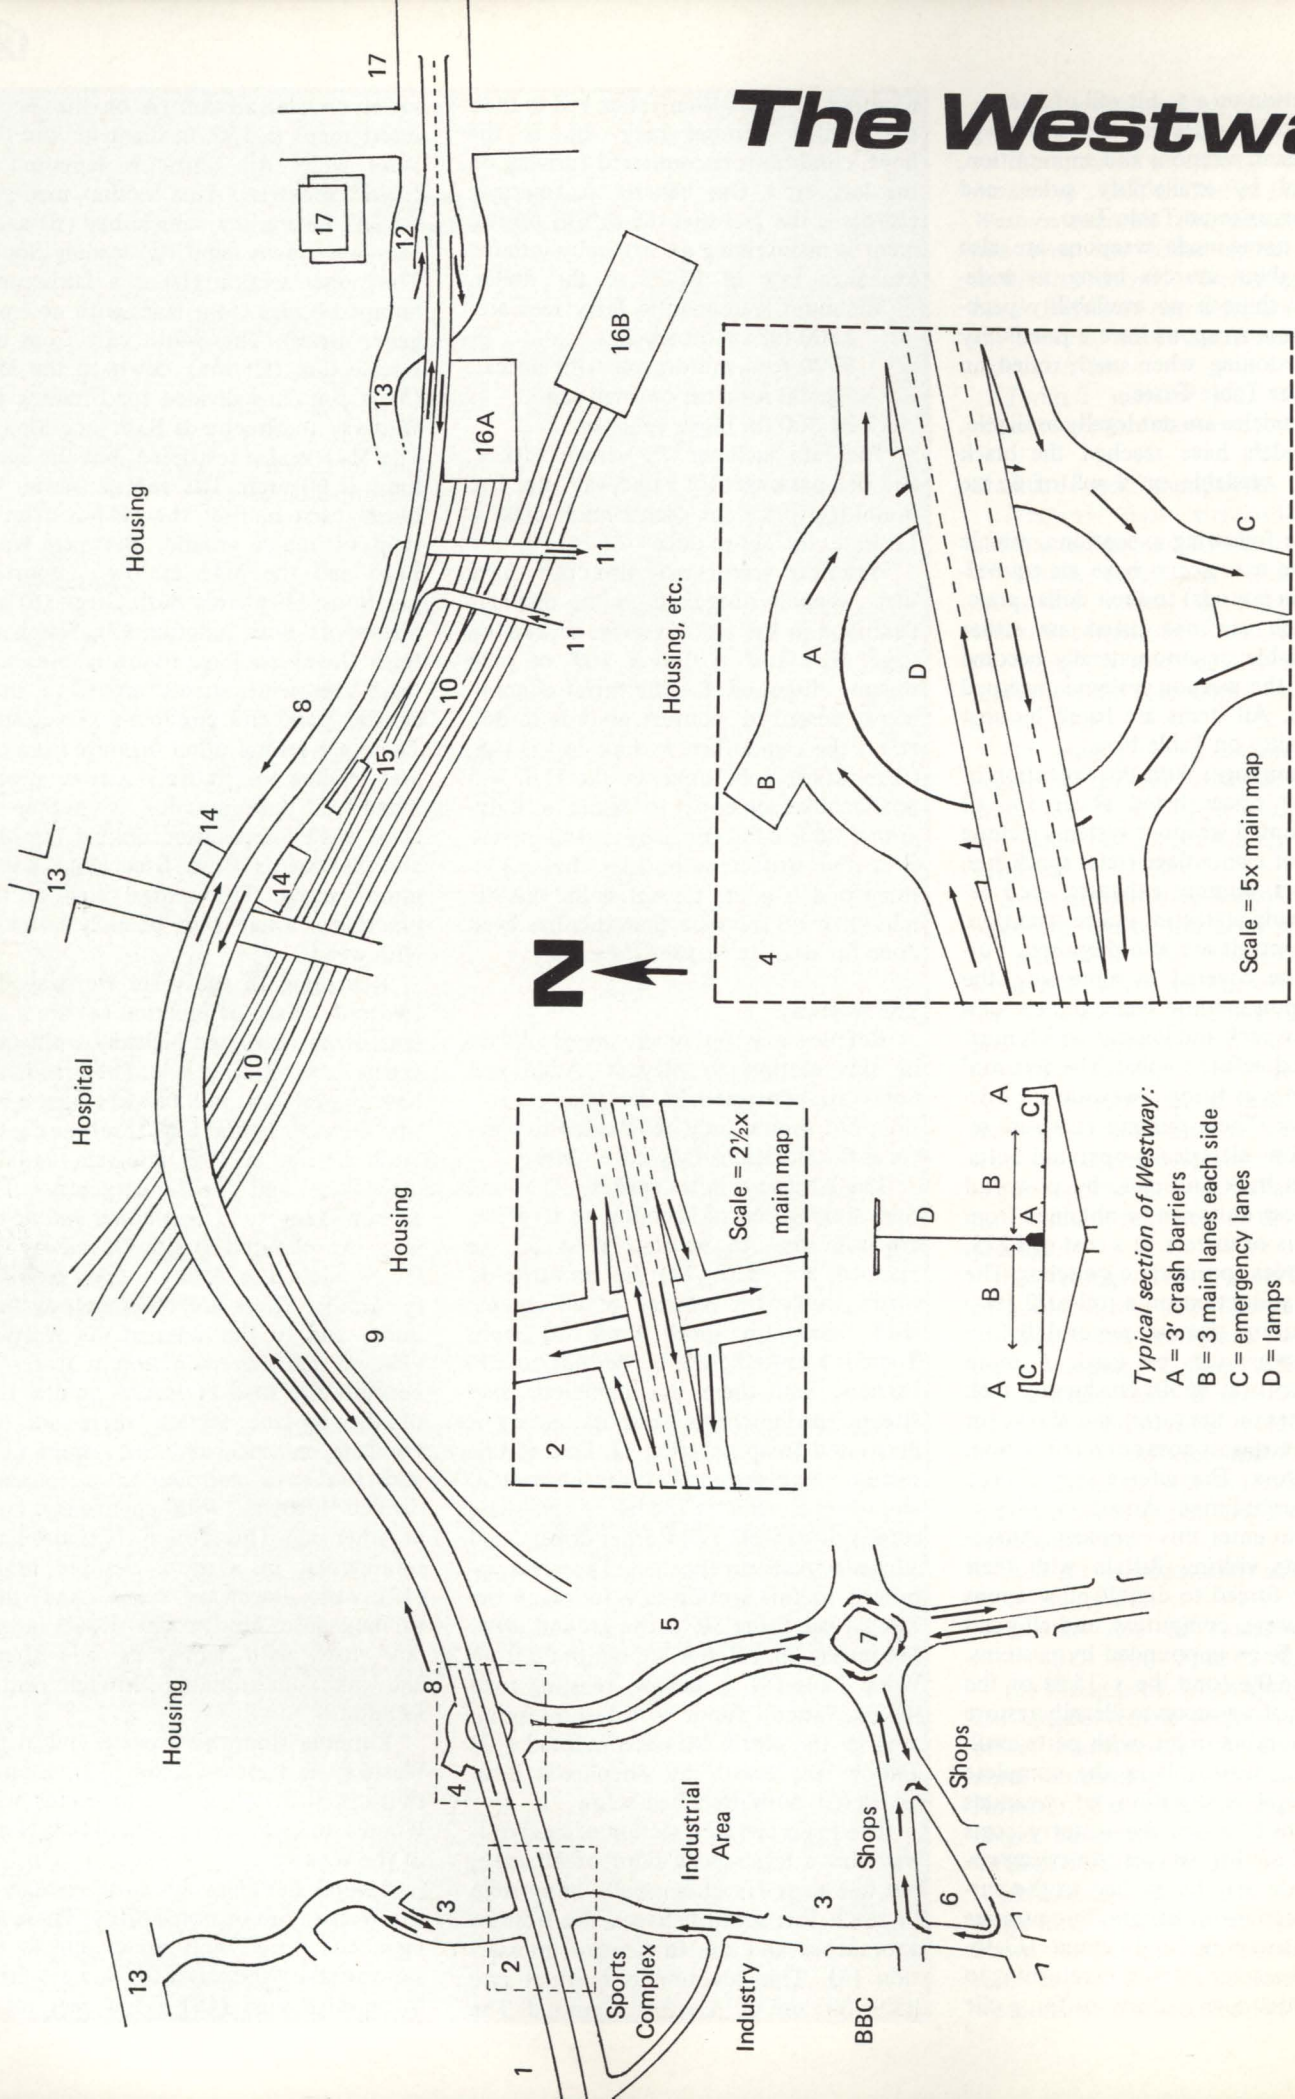 The Westwa
13
Housing
Hospital
13
14
14
8
Housing
17
17
12
13
16A
16B
11
11
Housing, etc.
10
15
10
9
Housing
8
4
5
2
3
1
Sports
Complex
Industrial
Area
Industry
3
BBC
Shops
Shops
6
7
N
2
Scale = 2½x
main map
4
A
B
C
D
Scale = 5x main map
A
B
B
A
A
C
C
D
Typical section of Westway:
A = 3' crash barriers
B = 3 main lanes each side
C = emergency lanes
D = lamps